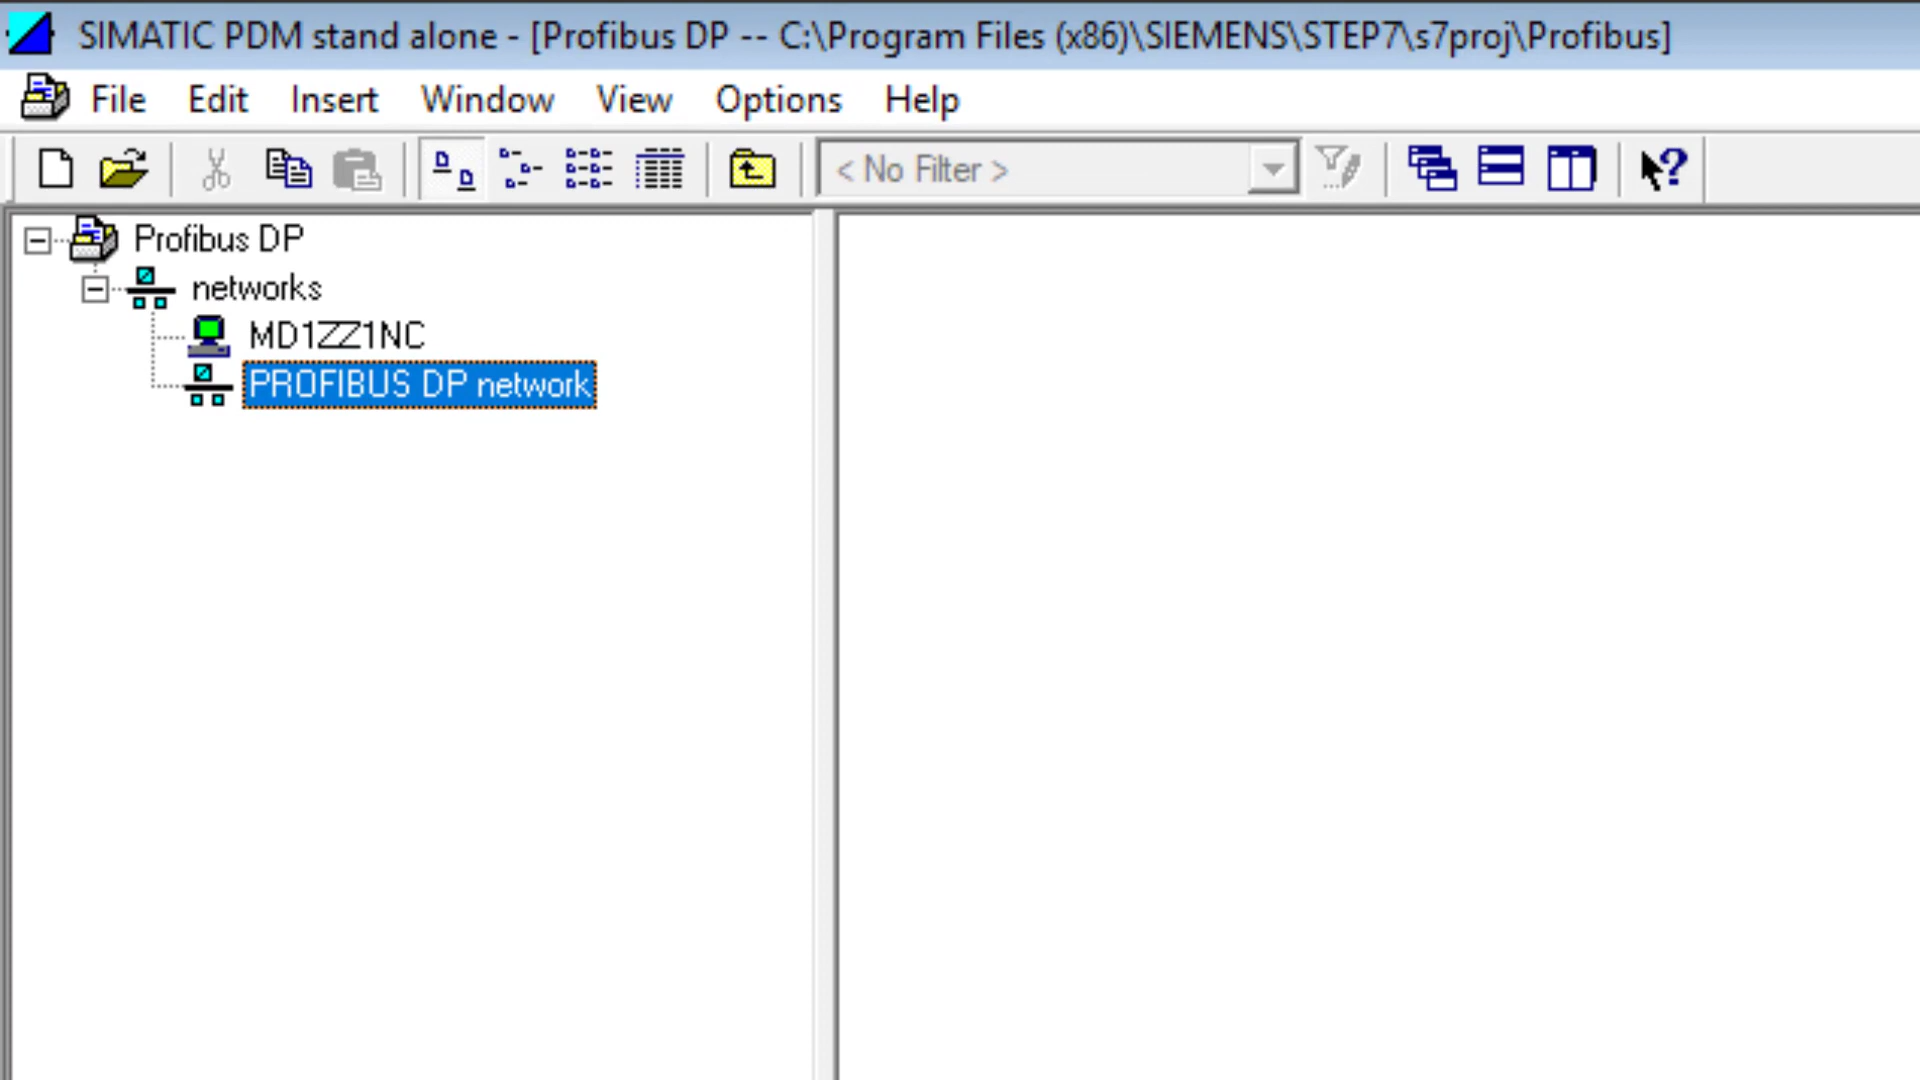 SIMATIC PDM stand alone - [Profibus DP -- C:\Program Files (x86)\SIEMENS\STEP7\s7proj\Profibus]
File Edit Insert Window View Options Help
< No Filter >
Profibus DP
networks
MD1ZZ1NC
PROFIBUS DP network